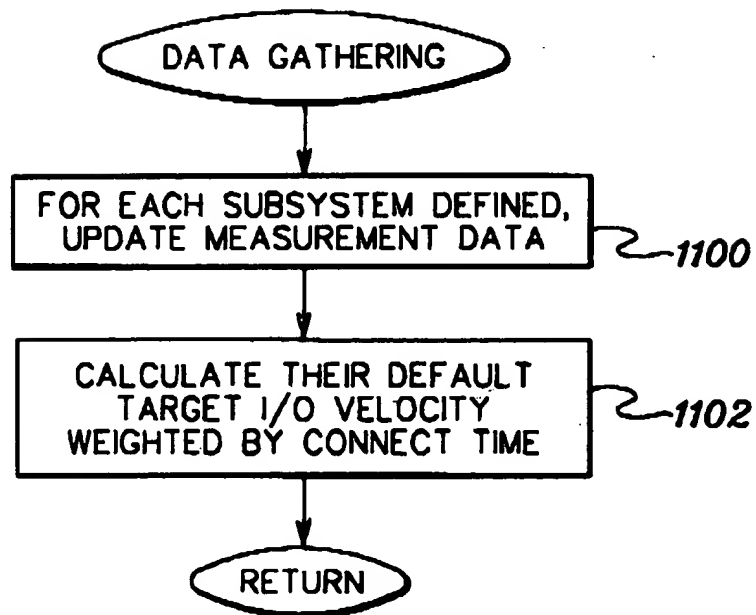 DATA GATHERING
FOR EACH SUBSYSTEM DEFINED,
UPDATE MEASUREMENT DATA
1100
CALCULATE THEIR DEFAULT
TARGET I/O VELOCITY
WEIGHTED BY CONNECT TIME
1102
RETURN